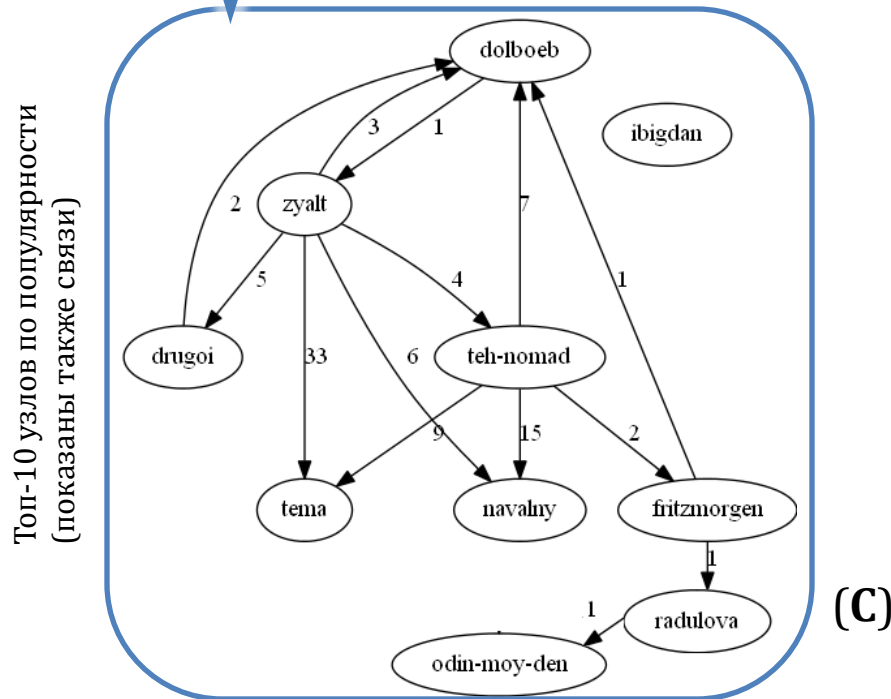 Топ-10 узлов по популярности
(показаны также связи)
dolboeb
ibigdan
3
1
2
zyalt
7
5
4
1
drugoi
33
6
teh-nomad
9
15
2
tema
navalny
fritzmorgen
1
1
radulova
odin-moy-den
(C)